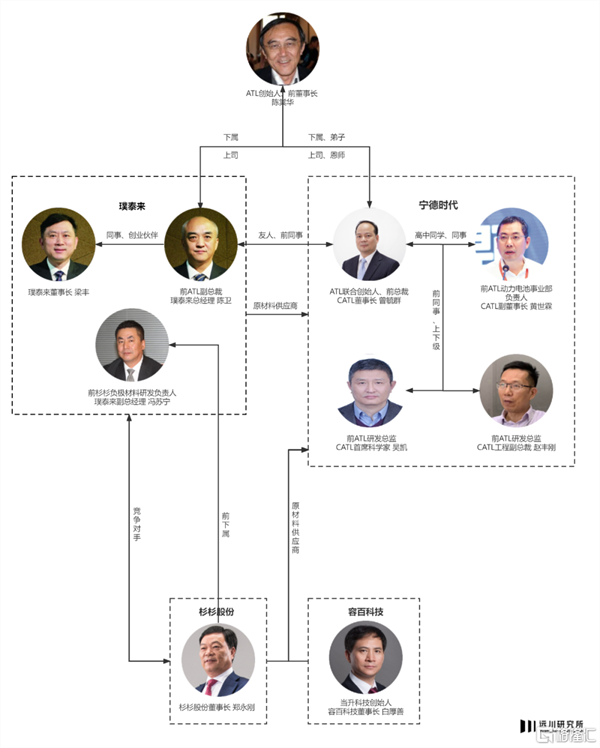 ATL创始人、前董事长
陈棠华
下属
上司
下属、弟子
上司、恩师
璞泰来
宁德时代
同事、创业伙伴
友人、前同事
高中同学、同事
璞泰来董事长 梁丰
前ATL副总裁
璞泰来总经理 陈卫
ATL联合创始人、前总裁
CATL董事长 曾毓群
前ATL动力电池事业部
负责人
CATL副董事长 黄世霖
原材料供应商
前同事、上下级
前杉杉负极材料研发负责人
璞泰来副总经理 冯苏宁
前ATL研发总监
CATL首席科学家 吴凯
前ATL研发总监
CATL工程副总裁 赵丰刚
竞争对手
前下属
原材料供应商
杉杉股份
容百科技
杉杉股份董事长 郑永刚
当升科技创始人
容百科技董事长 白厚善
远川研究所
格隆汇